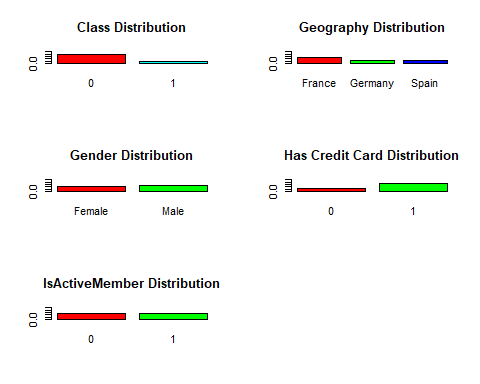 Class Distribution
0.0
0 1
Geography Distribution
0.0
France Germany Spain
Gender Distribution
0.0
Female Male
Has Credit Card Distribution
0.0
0 1
IsActiveMember Distribution
0.0
0 1